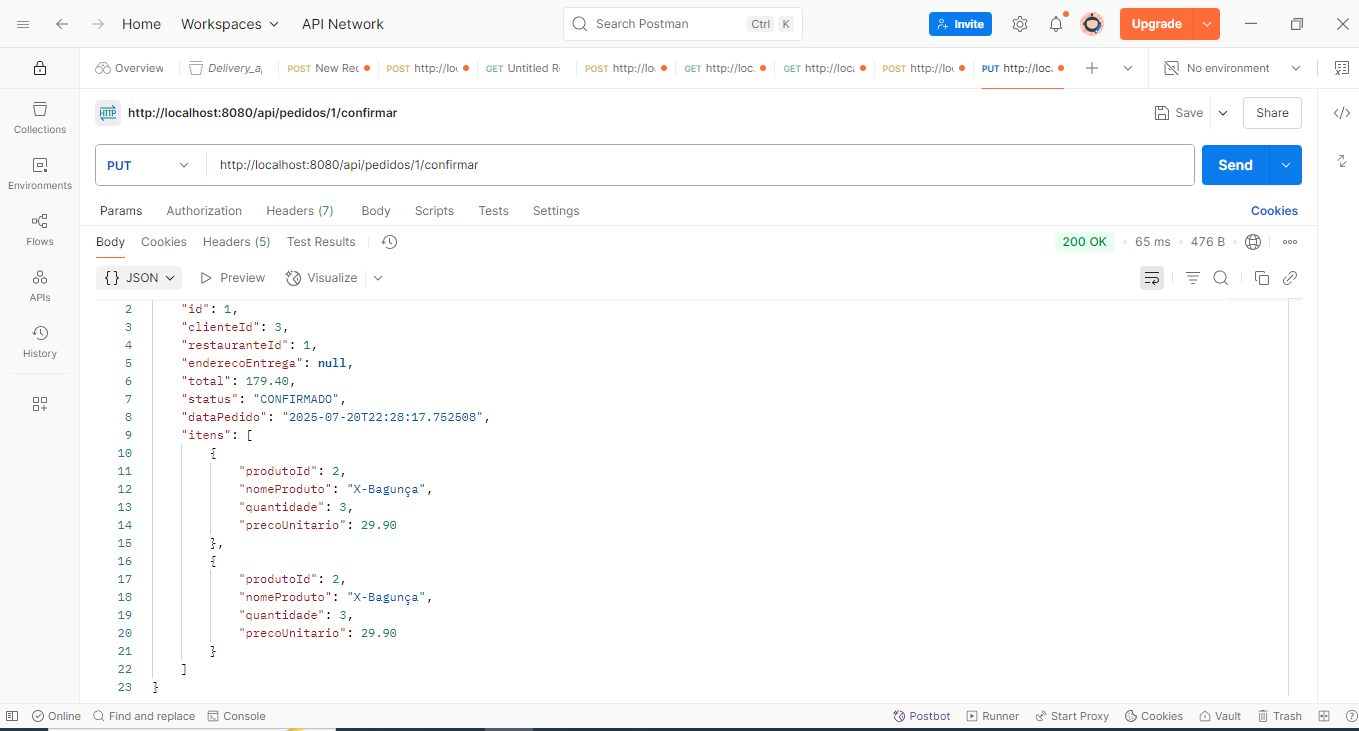 Home Workspaces API Network Search Postman Ctrl K Invite Upgrade
Overview Delivery_a POST New Rec POST http://loc GET Untitled R POST http://loc GET http://loc. GET http://loca POST http://loc PUT http://loca. No environment
HTTP http://localhost:8080/api/pedidos/1/confirmar Save Share
PUT http://localhost:8080/api/pedidos/1/confirmar Send
Params Authorization Headers (7) Body Scripts Tests Settings Cookies
Body Cookies Headers (5) Test Results 200 OK • 65 ms • 476 B
{} JSON Preview Visualize
Collections
Environments
Flows
APIs
History
2 "id": 1,
3 "clienteId": 3,
4 "restauranteId": 1,
5 "enderecoEntrega": null,
6 "total": 179.40,
7 "status": "CONFIRMADO",
8 "dataPedido": "2025-07-20T22:28:17.752508",
9 "itens": [
10 {
11 "produtoId": 2,
12 "nomeProduto": "X-Bagunça",
13 "quantidade": 3,
14 "precoUnitario": 29.90
15 },
16 {
17 "produtoId": 2,
18 "nomeProduto": "X-Bagunça",
19 "quantidade": 3,
20 "precoUnitario": 29.90
21 }
22 ]
23 }
Online Find and replace Console Postbot Runner Start Proxy Cookies Vault Trash